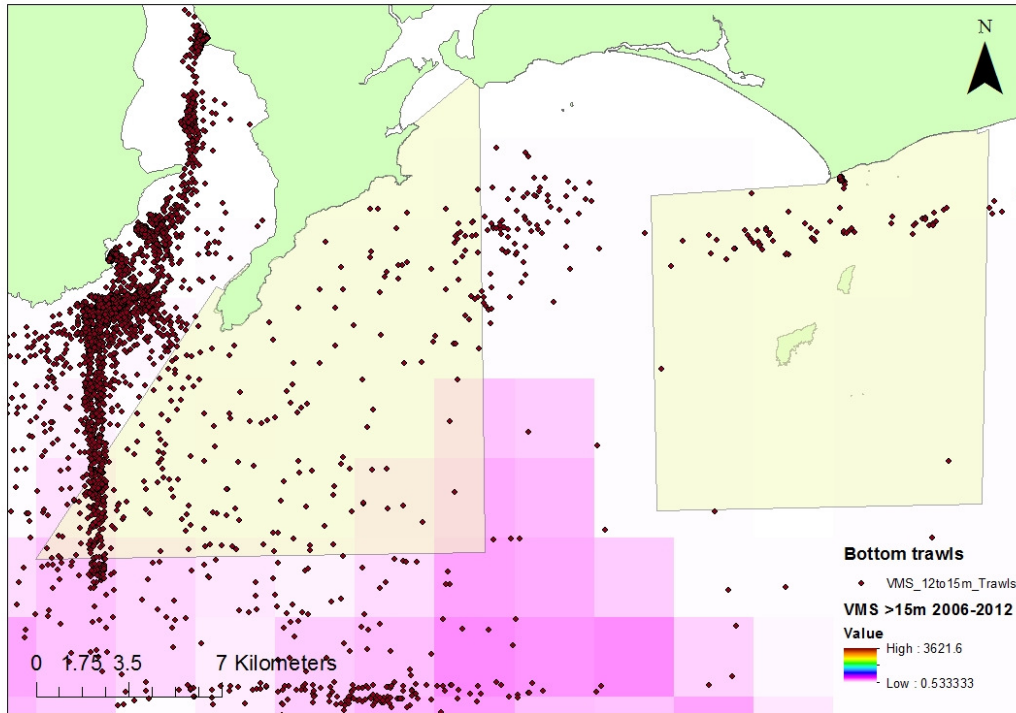 N
Bottom trawls
VMS_12to15m_Trawls
VMS >15m 2006-2012
Value
High : 3621.6
Low : 0.533333
0 1.75 3.5 7 Kilometers